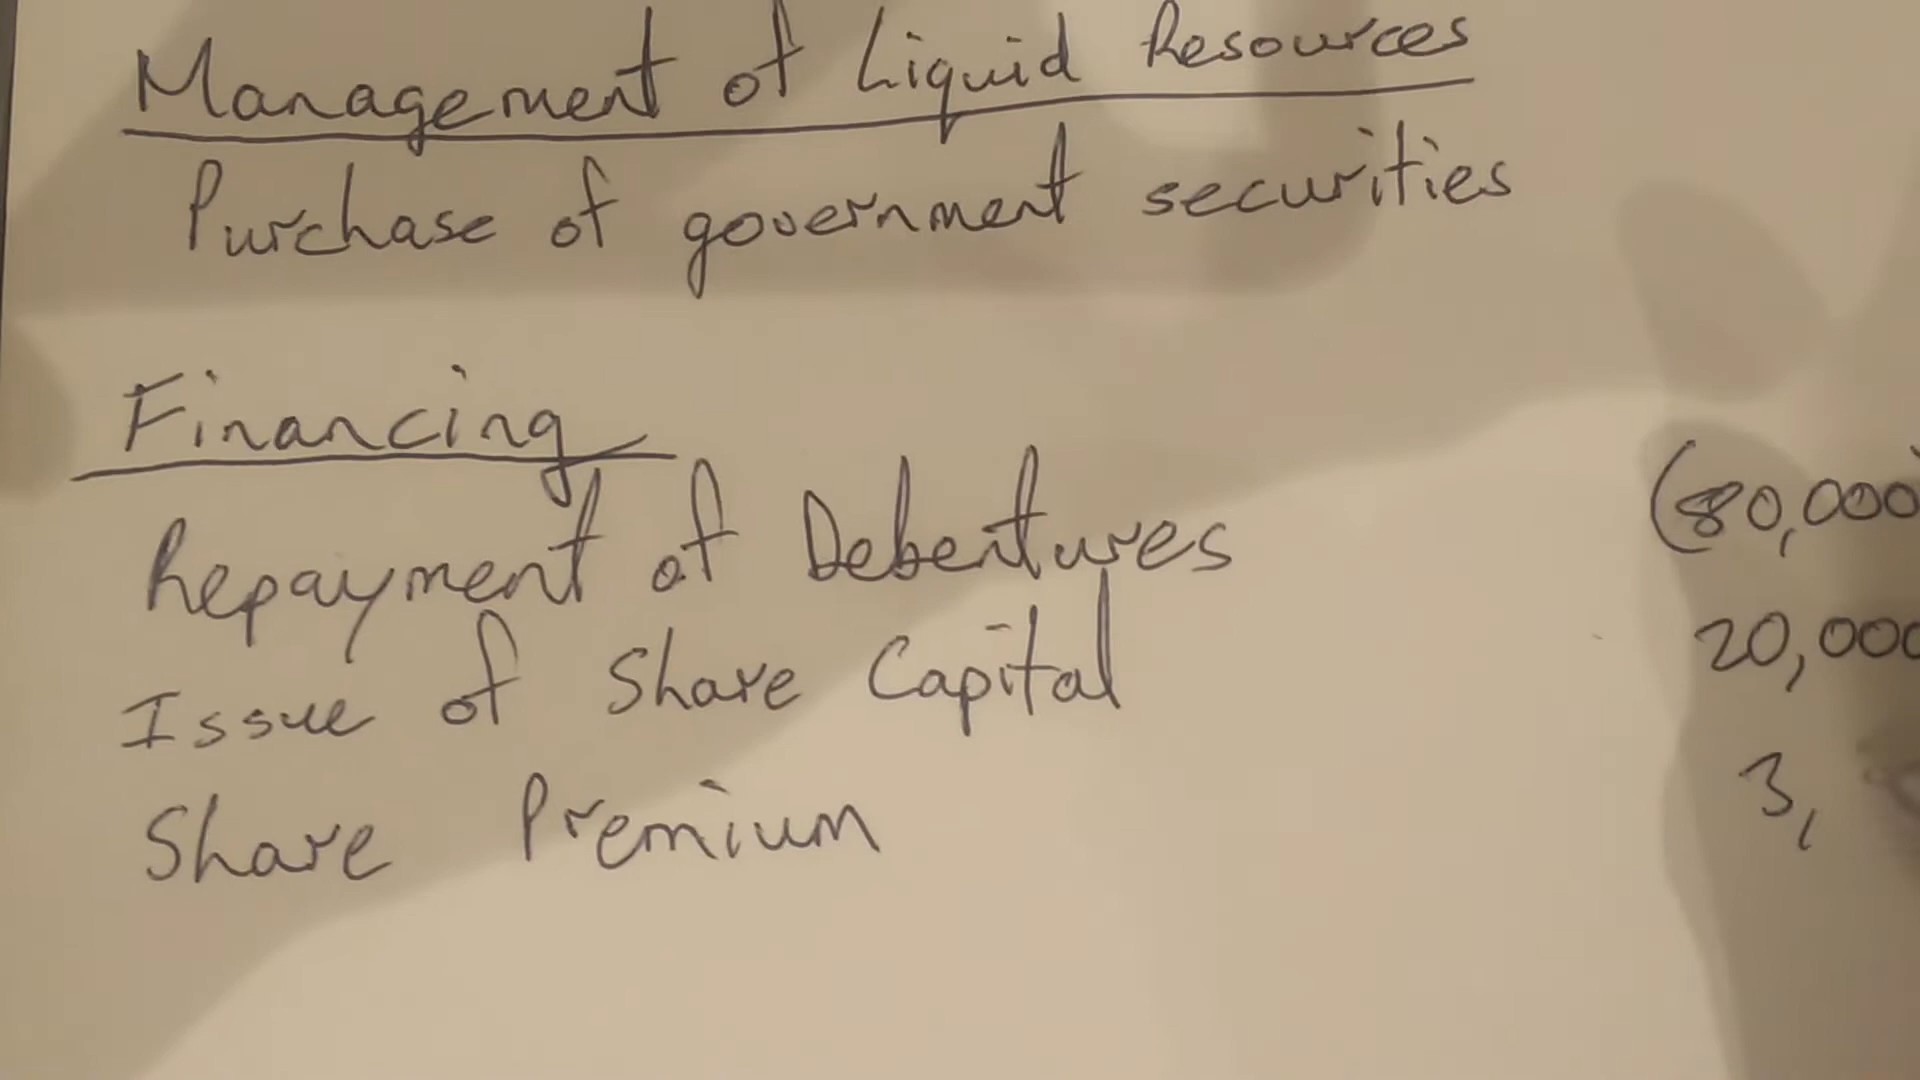 Management of Liquid Resources
Purchase of government securities
Financing
Repayment of Debentures (80,000)
Issue of Share Capital 20,000
Share Premium 3,